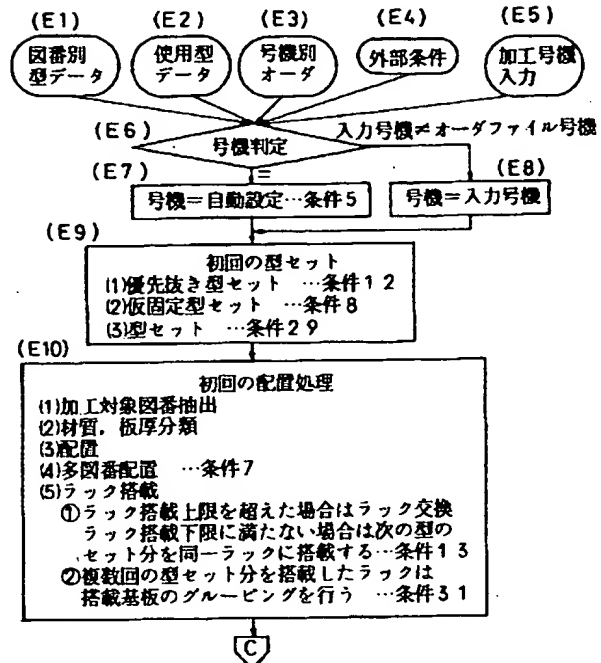 (E1)
(E2)
(E3)
(E4)
(E5)
図番別
型データ
使用型
データ
号機別
オーダ
外部条件
加工号機
入力
(E6)
号機判定
入力号機≠オーダファイル号機
(E7)
=
(E8)
号機=自動設定…条件5
号機=入力号機
(E9)
初回の型セット
(1)優先抜き型セット …条件12
(2)仮固定型セット …条件8
(3)型セット …条件29
(E10)
初回の配置処理
(1)加工対象図番抽出
(2)材質,板厚分類
(3)配置
(4)多図番配置 …条件7
(5)ラック搭載
①ラック搭載上限を超えた場合はラック交換
ラック搭載下限に満たない場合は次の型の
セット分を同一ラックに搭載する…条件13
②複数回の型セット分を搭載したラックは
搭載基板のグルーピングを行う …条件31
C